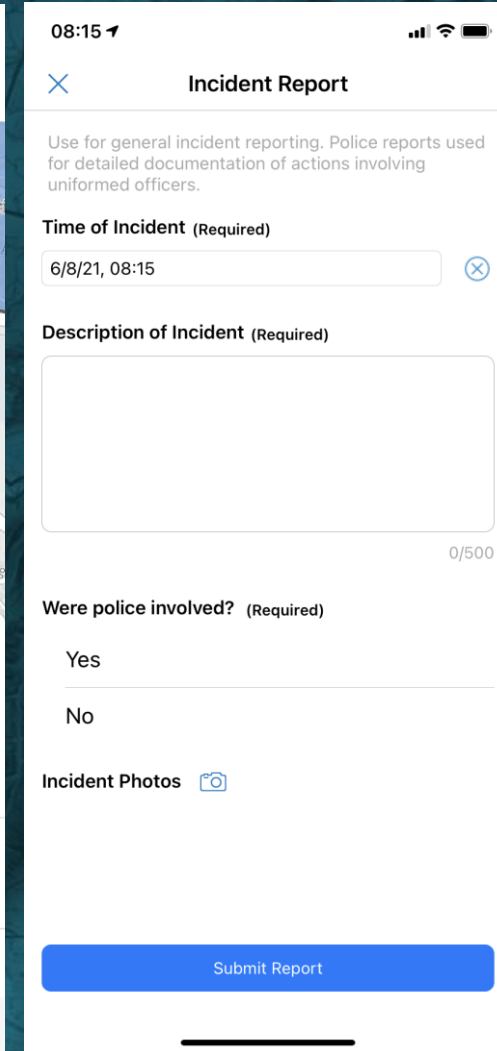 08:15
Incident Report
Use for general incident reporting. Police reports used
for detailed documentation of actions involving
uniformed officers.
Time of Incident (Required)
6/8/21, 08:15
Description of Incident (Required)
0/500
Were police involved? (Required)
Yes
No
Incident Photos
Submit Report